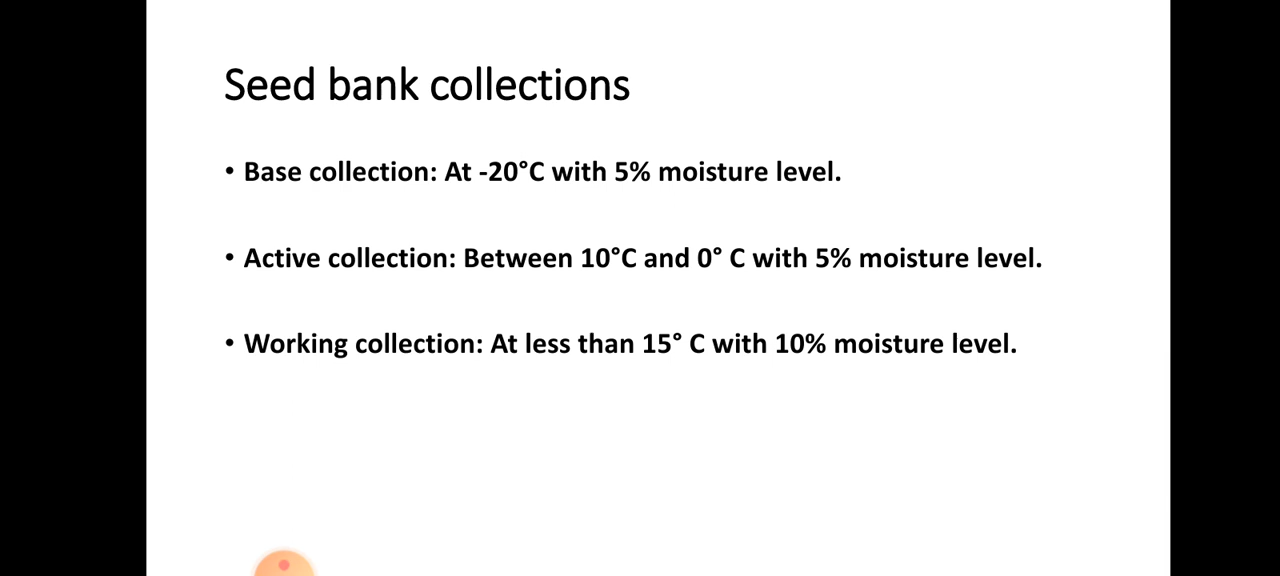 Seed bank collections
• Base collection: At -20°C with 5% moisture level.
• Active collection: Between 10°C and 0° C with 5% moisture level.
• Working collection: At less than 15° C with 10% moisture level.